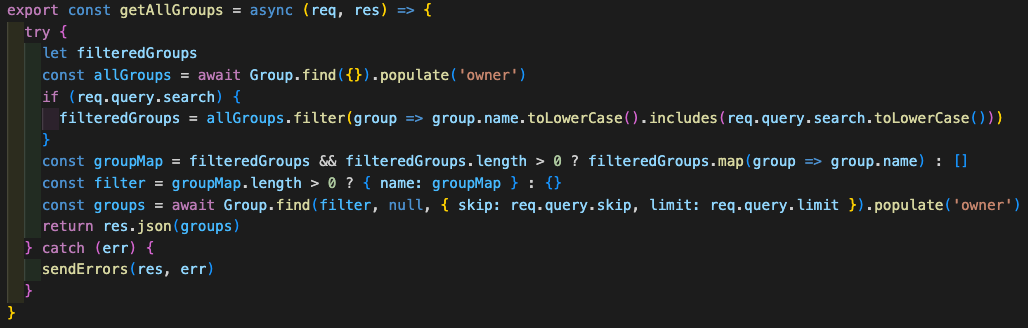 export const getAllGroups = async (req, res) => {
  try {
    let filteredGroups
    const allGroups = await Group.find({}).populate('owner')
    if (req.query.search) {
      filteredGroups = allGroups.filter(group => group.name.toLowerCase().includes(req.query.search.toLowerCase()))
    }
    const groupMap = filteredGroups && filteredGroups.length > 0 ? filteredGroups.map(group => group.name) : []
    const filter = groupMap.length > 0 ? { name: groupMap } : {}
    const groups = await Group.find(filter, null, { skip: req.query.skip, limit: req.query.limit }).populate('owner')
    return res.json(groups)
  } catch (err) {
    sendErrors(res, err)
  }
}